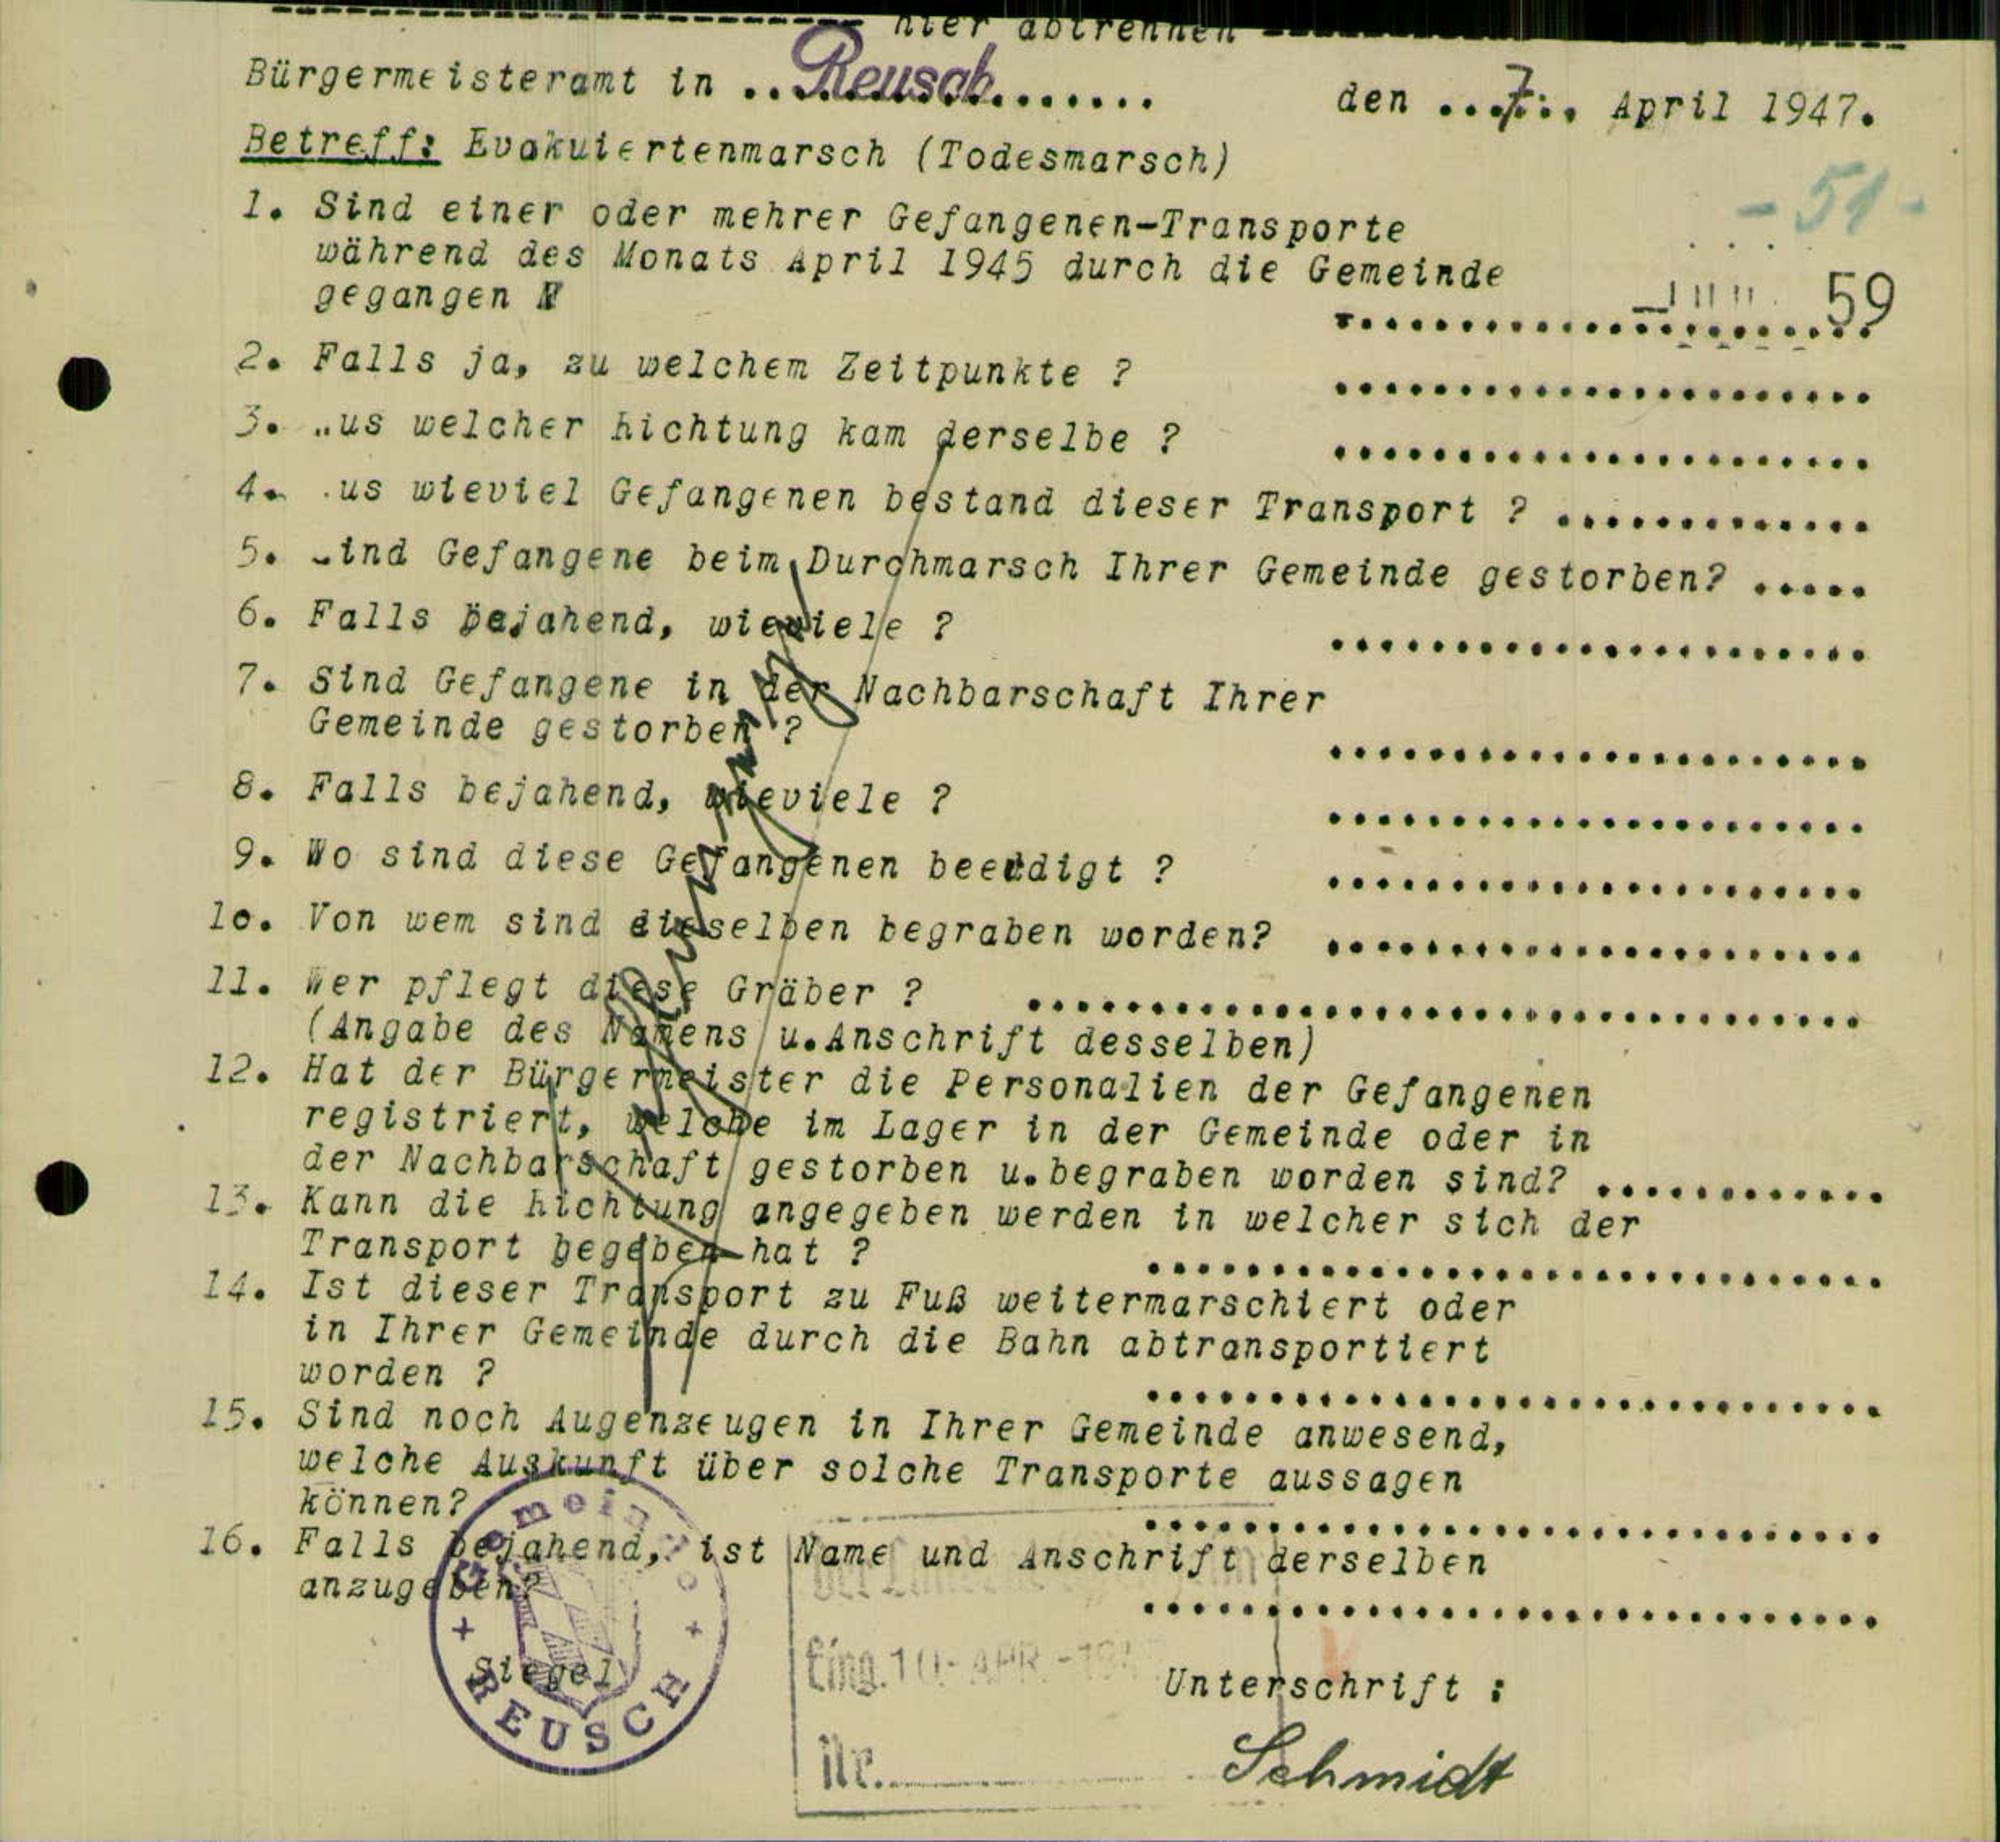 hier abtrennen
Bürgermeisteramt in ..Reusch.......
den ...7... April 1947.
Betreff: Evakuiertenmarsch (Todesmarsch)
- 51 -
1. Sind einer oder mehrer Gefangenen-Transporte
während des Monats April 1945 durch die Gemeinde
gegangen
59
2. Falls ja, zu welchem Zeitpunkte ?
3. us welcher Richtung kam derselbe ?
4. us wieviel Gefangenen bestand dieser Transport ?
5. ind Gefangene beim Durchmarsch Ihrer Gemeinde gestorben? .....
6. Falls bejahend, wieviele ?
7. Sind Gefangene in der Nachbarschaft Ihrer
Gemeinde gestorben ?
8. Falls bejahend, wieviele ?
9. Wo sind diese Gefangenen beerdigt ?
10. Von wem sind dieselben begraben worden?
11. Wer pflegt diese Gräber ?
(Angabe des Namens u.Anschrift desselben)
12. Hat der Bürgermeister die Personalien der Gefangenen
registriert, welche im Lager in der Gemeinde oder in
der Nachbarschaft gestorben u.begraben worden sind?
13. Kann die Richtung angegeben werden in welcher sich der
Transport begeben hat ?
14. Ist dieser Transport zu Fuß weitermarschiert oder
in Ihrer Gemeinde durch die Bahn abtransportiert
worden ?
15. Sind noch Augenzeugen in Ihrer Gemeinde anwesend,
welche Auskunft über solche Transporte aussagen
können?
16. Falls bejahend, ist Name und Anschrift derselben
anzugeben?
Gemeinde
REUSCH
Siegel
Eing. 10. APR. 194
Nr.
Unterschrift :
Schmidt